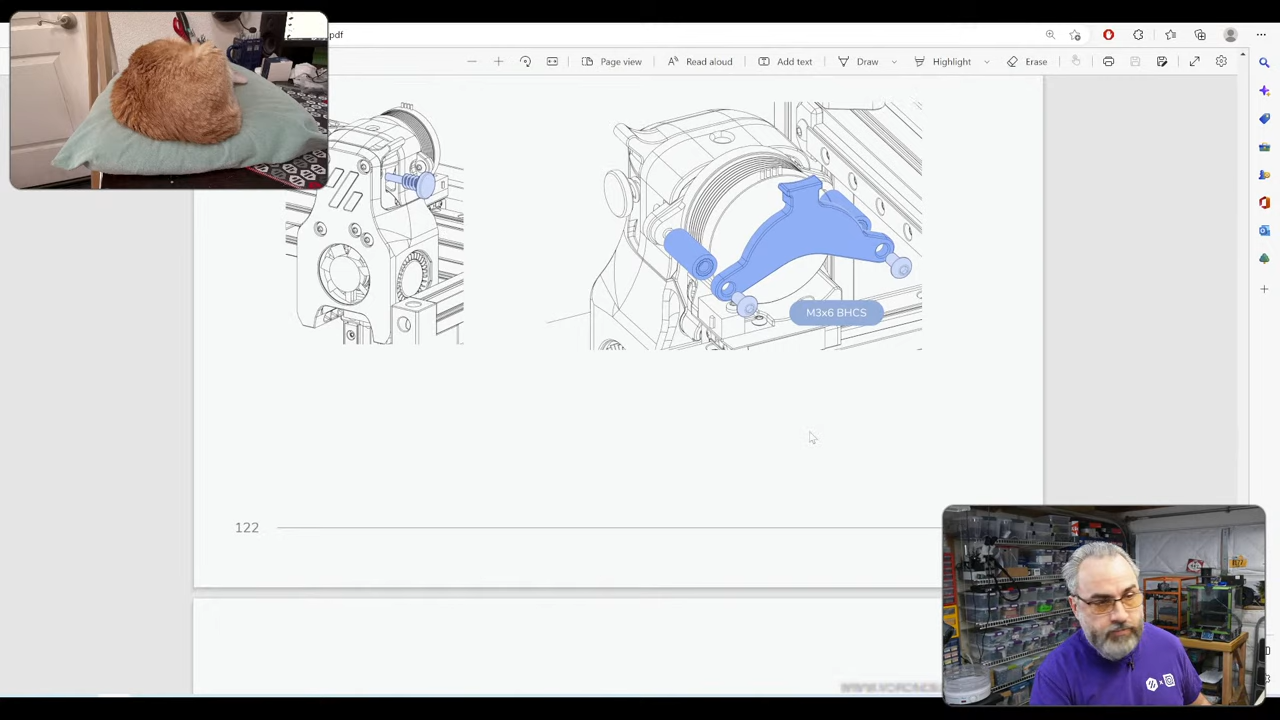 .pdf
Page view
Read aloud
Add text
Draw
Highlight
Erase
M3x6 BHCS
122